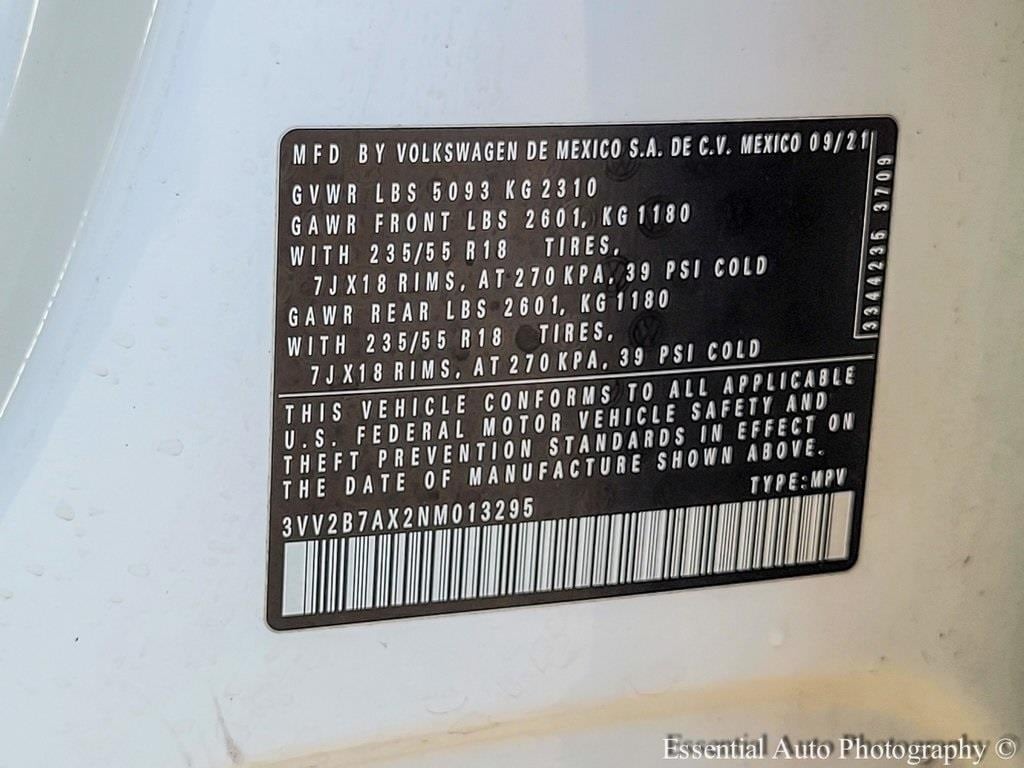 MFD BY VOLKSWAGEN DE MEXICO S.A. DE C.V. MEXICO 09/21
GVWR LBS 5093 KG 2310
GAWR FRONT LBS 2601, KG 1180
WITH 235/55 R18 TIRES,
7J X18 RIMS, AT 270 KPA, 39 PSI COLD
GAWR REAR LBS 2601, KG 1180
WITH 235/55 R18 TIRES,
7J X18 RIMS, AT 270 KPA, 39 PSI COLD
3344235 3709
THIS VEHICLE CONFORMS TO ALL APPLICABLE
U.S. FEDERAL MOTOR VEHICLE SAFETY AND
THEFT PREVENTION STANDARDS IN EFFECT ON
THE DATE OF MANUFACTURE SHOWN ABOVE.
TYPE: MPV
3VV2B7AX2NM013295
Essential Auto Photography ©